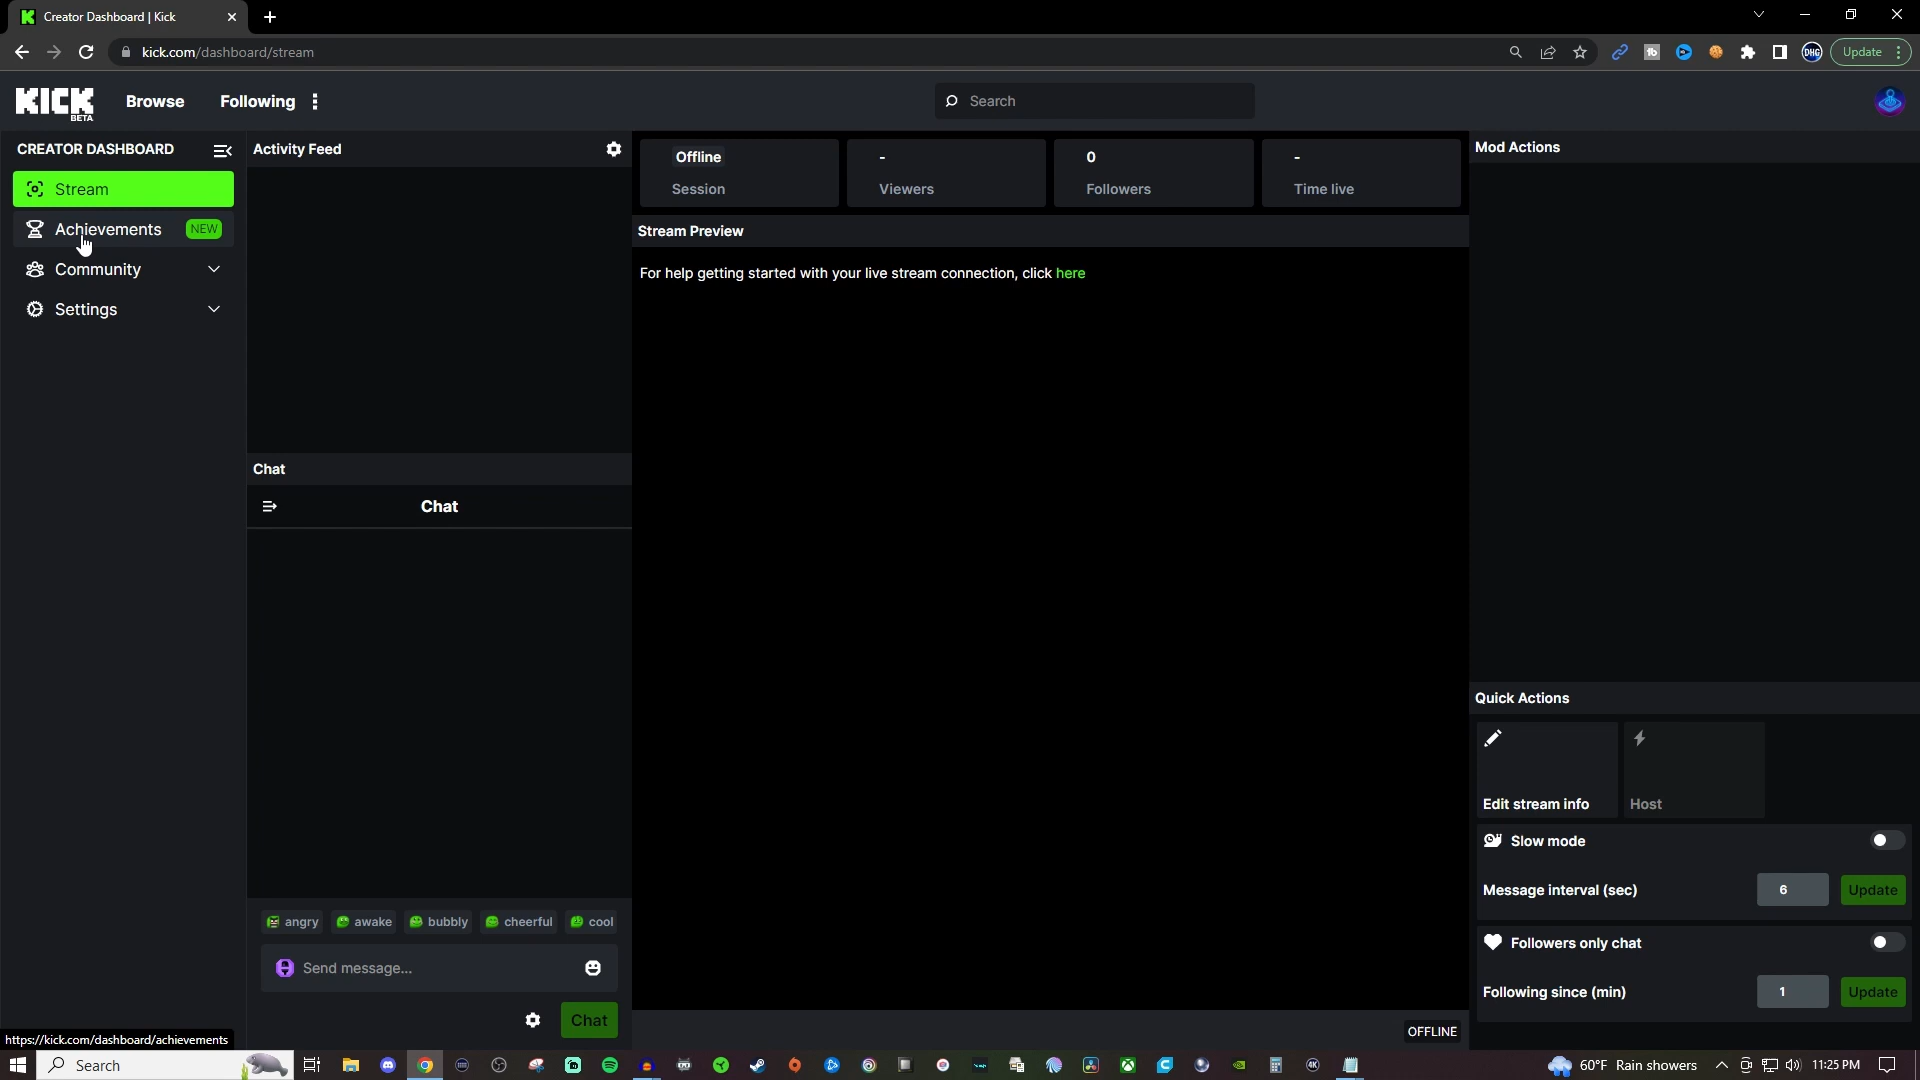 Creator Dashboard | Kick
kick.com/dashboard/stream
Update
KICK
BETA
Browse
Following
Search
CREATOR DASHBOARD
Stream
Achievements
NEW
Community
Settings
Activity Feed
Offline
Session
-
Viewers
0
Followers
-
Time live
Mod Actions
Stream Preview
For help getting started with your live stream connection, click here
Chat
Chat
angry
awake
bubbly
cheerful
cool
Send message...
Chat
OFFLINE
Quick Actions
Edit stream info
Host
Slow mode
Message interval (sec)
6
Update
Followers only chat
Following since (min)
1
Update
https://kick.com/dashboard/achievements
Search
60°F Rain showers
11:25 PM
DHG
4K